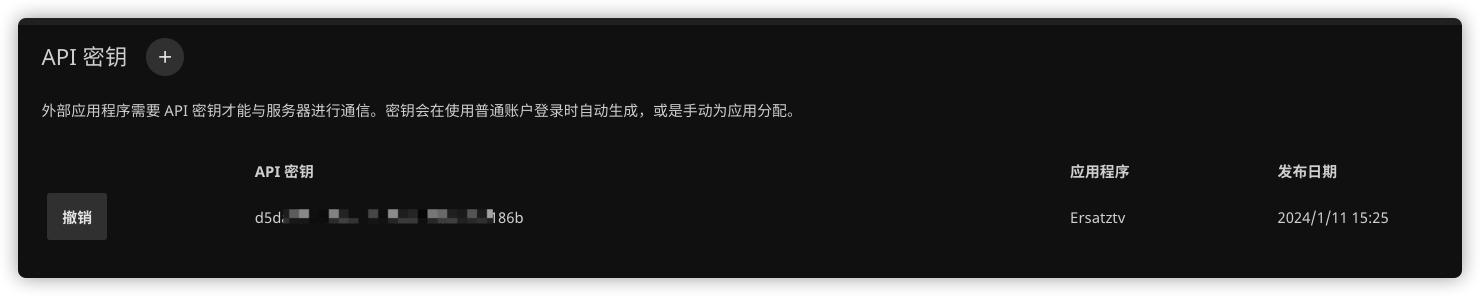 API 密钥 +
外部应用程序需要 API 密钥才能与服务器进行通信。密钥会在使用普通账户登录时自动生成，或是手动为应用分配。
API 密钥 应用程序 发布日期
撤销 d5d 186b Ersatztv 2024/1/11 15:25